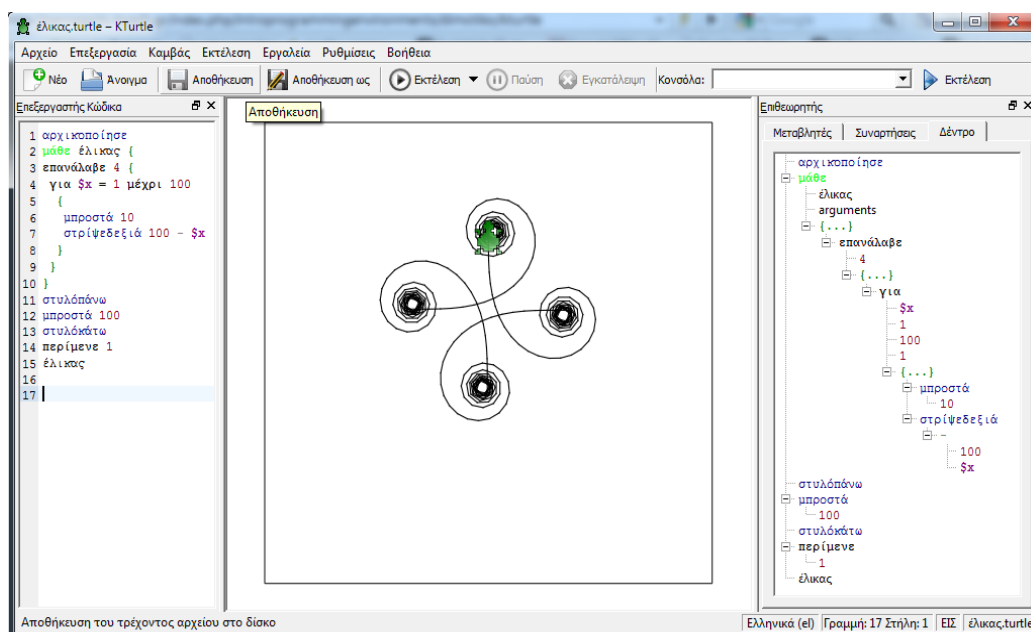 έλικας.turtle – KTurtle
Αρχείο Επεξεργασία Καμβάς Εκτέλεση Εργαλεία Ρυθμίσεις Βοήθεια
Νέο Άνοιγμα Αποθήκευση Αποθήκευση ως Εκτέλεση Παύση Εγκατάλειψη Κονσόλα: Εκτέλεση
Επεξεργαστής Κώδικα
Αποθήκευση
1 αρχικοποίησε
2 μάθε έλικας {
3 επανάλαβε 4 {
4 για $x = 1 μέχρι 100
5 {
6 μπροστά 10
7 στρίψεδεξιά 100 - $x
8 }
9 }
10 }
11 στυλόπάνω
12 μπροστά 100
13 στυλόκάτω
14 περίμενε 1
15 έλικας
16
17
Επιθεωρητής
Μεταβλητές Συναρτήσεις Δέντρο
αρχικοποίησε
μάθε
έλικας
arguments
{...}
επανάλαβε
4
{...}
για
$x
1
100
1
{...}
μπροστά
10
στρίψεδεξιά
-
100
$x
στυλόπάνω
μπροστά
100
στυλόκάτω
περίμενε
1
έλικας
Αποθήκευση του τρέχοντος αρχείου στο δίσκο
Ελληνικά (el) Γραμμή: 17 Στήλη: 1 ΕΙΣ έλικας.turtle